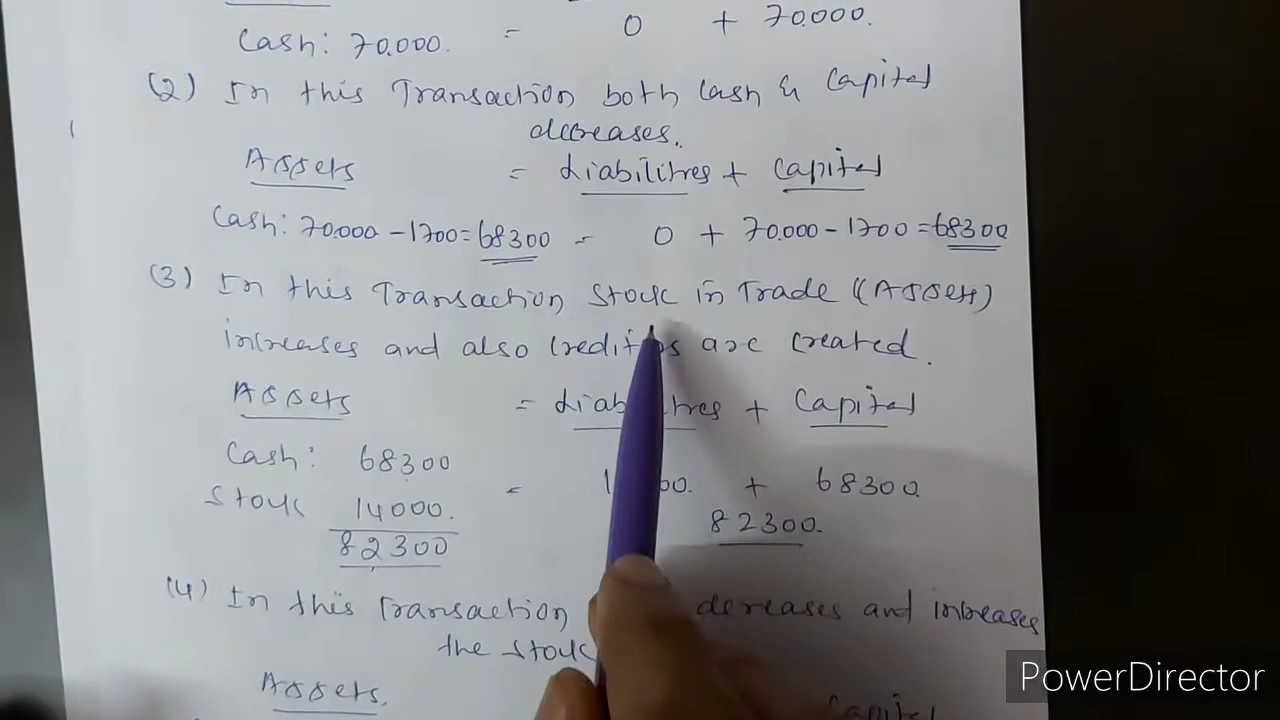 Cash: 70.000. = 0 + 70.000.
(2) In this Transaction both Cash & Capital
decreases.
Assets = Liabilitres + Capital
Cash: 70.000 - 1700 = 68300 = 0 + 70.000 - 1700 = 68300
(3) In this Transaction Stock in Trade ((Asset)
increases and also Creditors are created.
Assets = Capital
Cash: 68300
Stock 14000. = + 68300.
82300 82300.
(4) In this Transaction decreases and increases
the Stock
Assets. Capital
PowerDirector